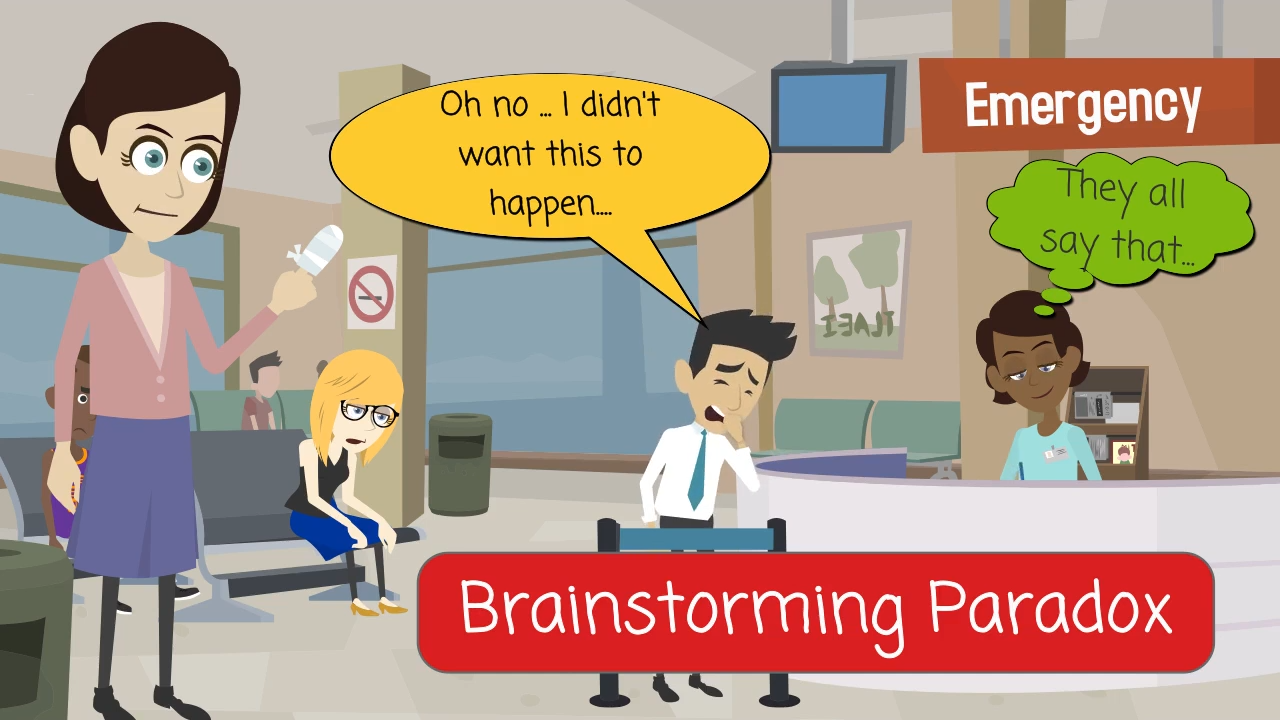 Oh no ... I didn't
want this to
happen....
Emergency
They all
say that...
Brainstorming Paradox